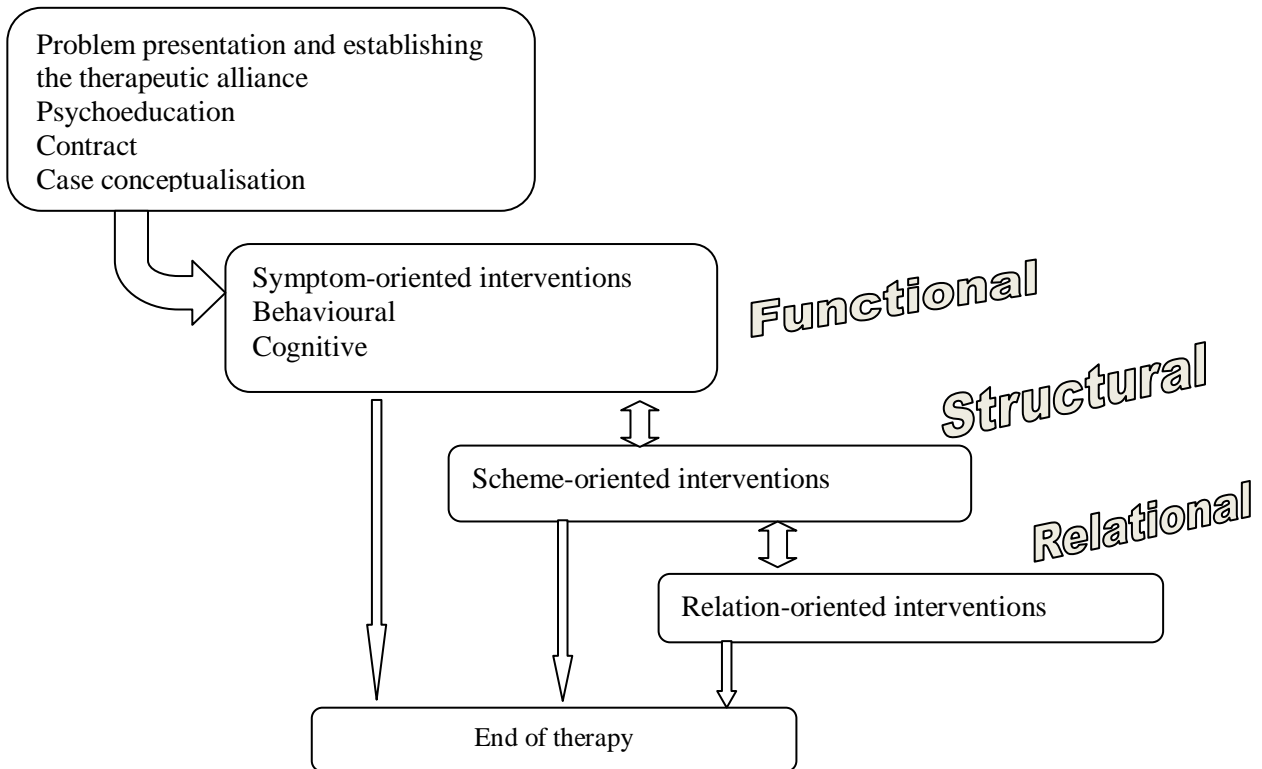 Problem presentation and establishing
the therapeutic alliance
Psychoeducation
Contract
Case conceptualisation
Symptom-oriented interventions
Behavioural
Cognitive
Functional
Structural
Scheme-oriented interventions
Relational
Relation-oriented interventions
End of therapy